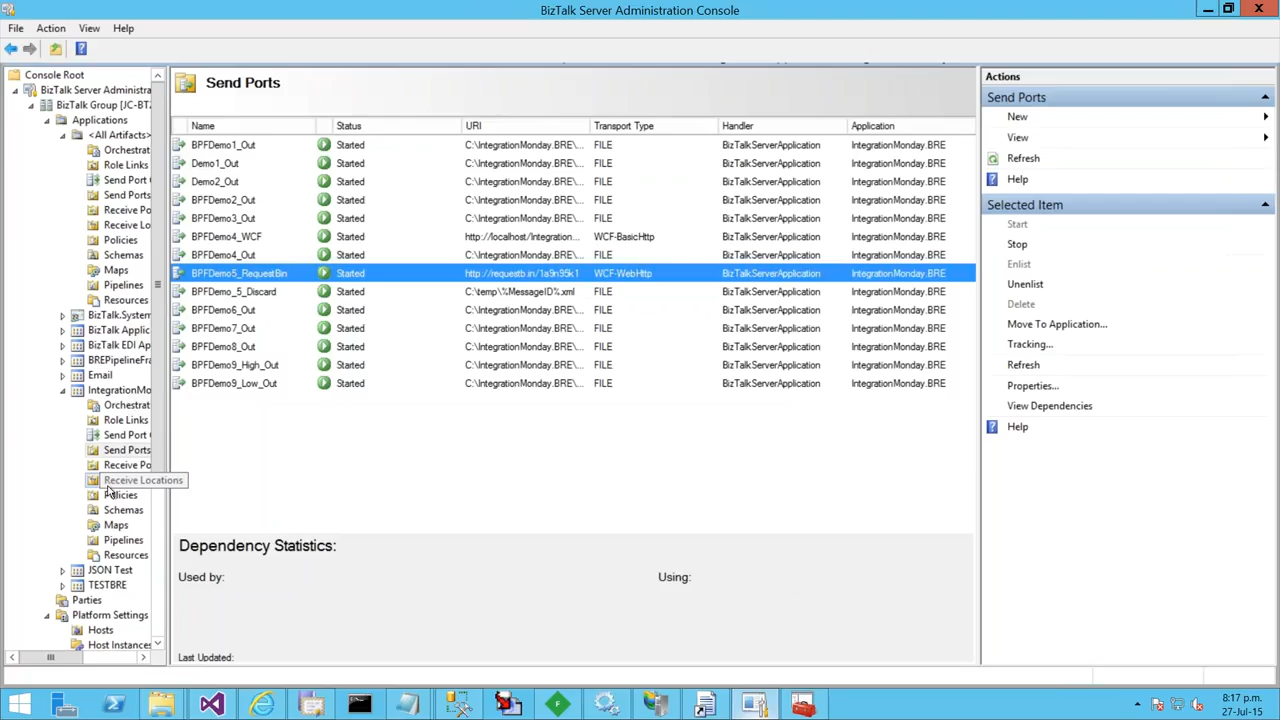 BizTalk Server Administration Console
File Action View Help
Console Root
BizTalk Server Administra
BizTalk Group [JC-BT2
Applications
<All Artifacts>
Orchestrat
Role Links
Send Port
Send Ports
Receive Po
Receive Lo
Policies
Schemas
Maps
Pipelines
Resources
BizTalk.System
BizTalk Applic
BizTalk EDI Ap
BREPipelineFra
Email
IntegrationMo
Orchestrat
Role Links
Send Port
Send Ports
Receive Po
Receive Locations
Policies
Schemas
Maps
Pipelines
Resources
JSON Test
TESTBRE
Parties
Platform Settings
Hosts
Host Instances
Send Ports
Name Status URI Transport Type Handler Application
BPFDemo1_Out Started C:\IntegrationMonday.BRE\... FILE BizTalkServerApplication IntegrationMonday.BRE
Demo1_Out Started C:\IntegrationMonday.BRE\... FILE BizTalkServerApplication IntegrationMonday.BRE
Demo2_Out Started C:\IntegrationMonday.BRE\... FILE BizTalkServerApplication IntegrationMonday.BRE
BPFDemo2_Out Started C:\IntegrationMonday.BRE\... FILE BizTalkServerApplication IntegrationMonday.BRE
BPFDemo3_Out Started C:\IntegrationMonday.BRE\... FILE BizTalkServerApplication IntegrationMonday.BRE
BPFDemo4_WCF Started http://localhost/Integration... WCF-BasicHttp BizTalkServerApplication IntegrationMonday.BRE
BPFDemo4_Out Started C:\IntegrationMonday.BRE\... FILE BizTalkServerApplication IntegrationMonday.BRE
BPFDemo5_RequestBin Started http://requestb.in/1a9n95k1 WCF-WebHttp BizTalkServerApplication IntegrationMonday.BRE
BPFDemo_5_Discard Started C:\temp\%MessageID%.xml FILE BizTalkServerApplication IntegrationMonday.BRE
BPFDemo6_Out Started C:\IntegrationMonday.BRE\... FILE BizTalkServerApplication IntegrationMonday.BRE
BPFDemo7_Out Started C:\IntegrationMonday.BRE\... FILE BizTalkServerApplication IntegrationMonday.BRE
BPFDemo8_Out Started C:\IntegrationMonday.BRE\... FILE BizTalkServerApplication IntegrationMonday.BRE
BPFDemo9_High_Out Started C:\IntegrationMonday.BRE\... FILE BizTalkServerApplication IntegrationMonday.BRE
BPFDemo9_Low_Out Started C:\IntegrationMonday.BRE\... FILE BizTalkServerApplication IntegrationMonday.BRE
Dependency Statistics:
Used by: Using:
Last Updated:
Actions
Send Ports
New
View
Refresh
Help
Selected Item
Start
Stop
Enlist
Unenlist
Delete
Move To Application...
Tracking...
Refresh
Properties...
View Dependencies
Help
8:17 p.m.
27-Jul-15